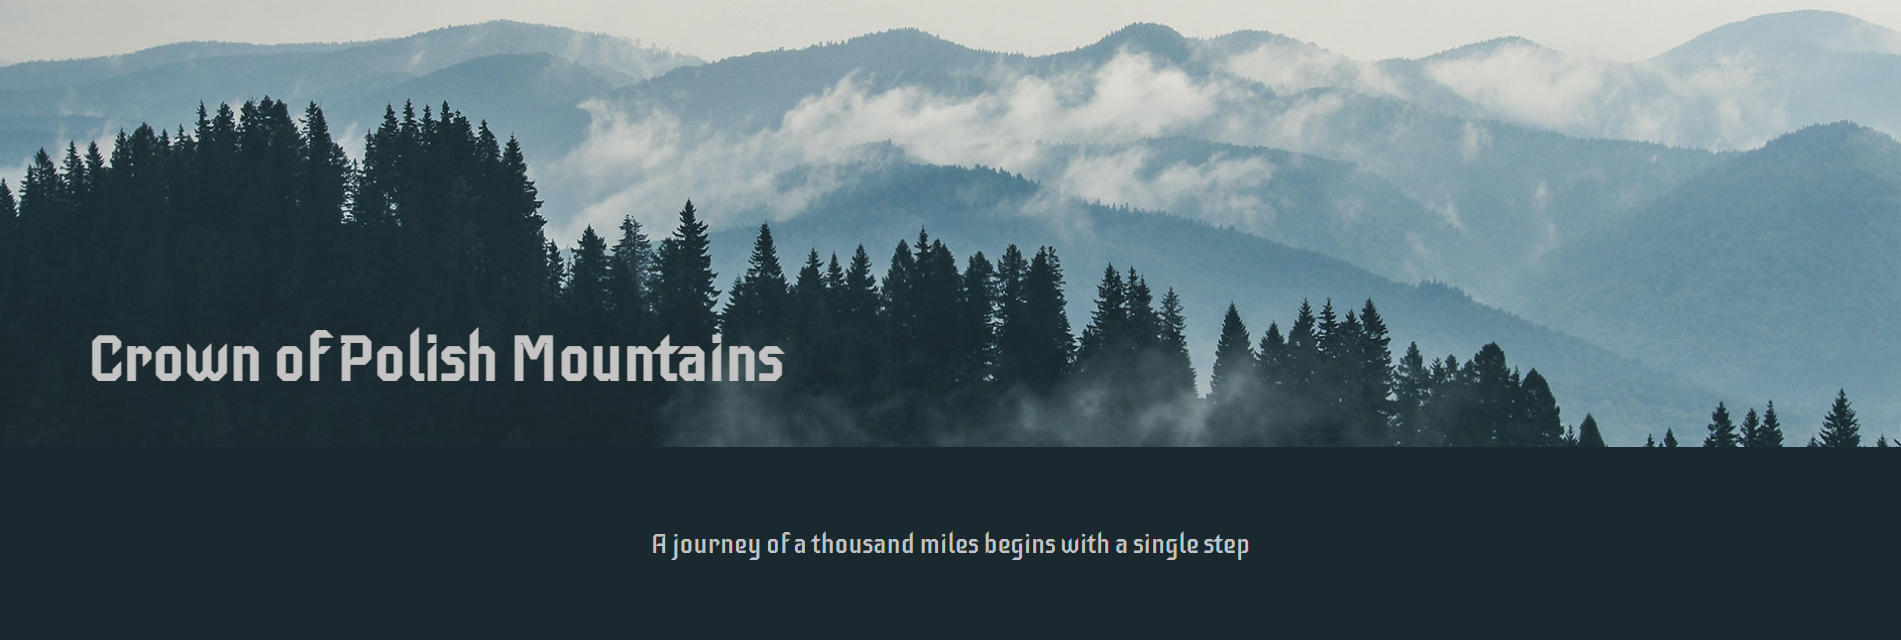 Crown of Polish Mountains
A journey of a thousand miles begins with a single step